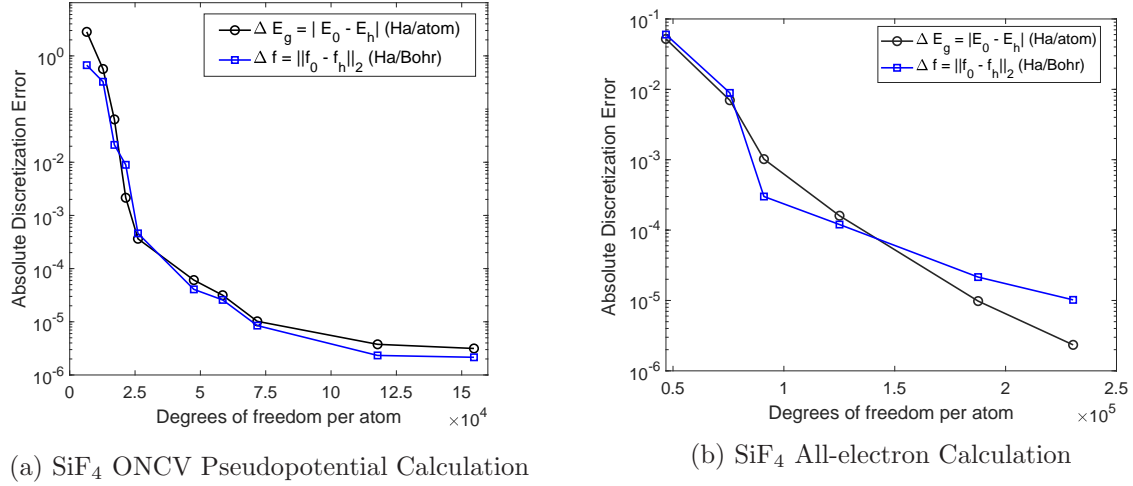 Δ E_g = | E_0 - E_h| (Ha/atom)
Δ f = ||f_0 - f_h||_2 (Ha/Bohr)
Absolute Discretization Error
10^0
10^-2
10^-3
10^-4
10^-5
10^-6
0 2.5 5 7.5 10 12.5 15
×10^4
Degrees of freedom per atom
(a) SiF_4 ONCV Pseudopotential Calculation
Δ E_g = |E_0 - E_h| (Ha/atom)
Δ f = ||f_0 - f_h||_2 (Ha/Bohr)
Absolute Discretization Error
10^-1
10^-2
10^-3
10^-4
10^-5
10^-6
0.5 1 1.5 2 2.5
×10^5
Degrees of freedom per atom
(b) SiF_4 All-electron Calculation